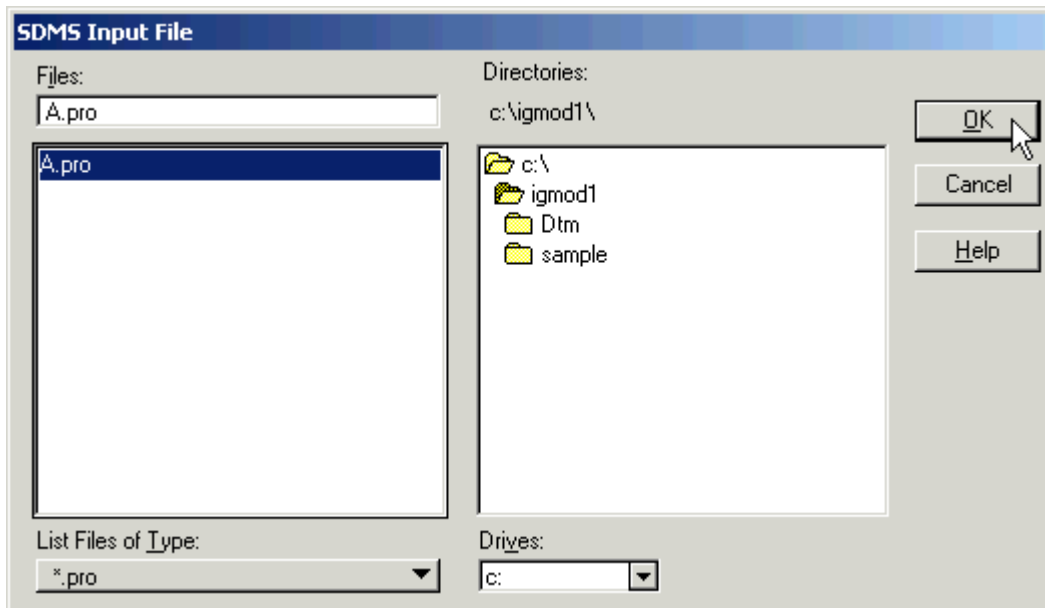 SDMS Input File
Files:
A.pro
A.pro
List Files of Type:
*.pro
Directories:
c:\igmod1\
c:\
igmod1
Dtm
sample
Drives:
c:
OK
Cancel
Help